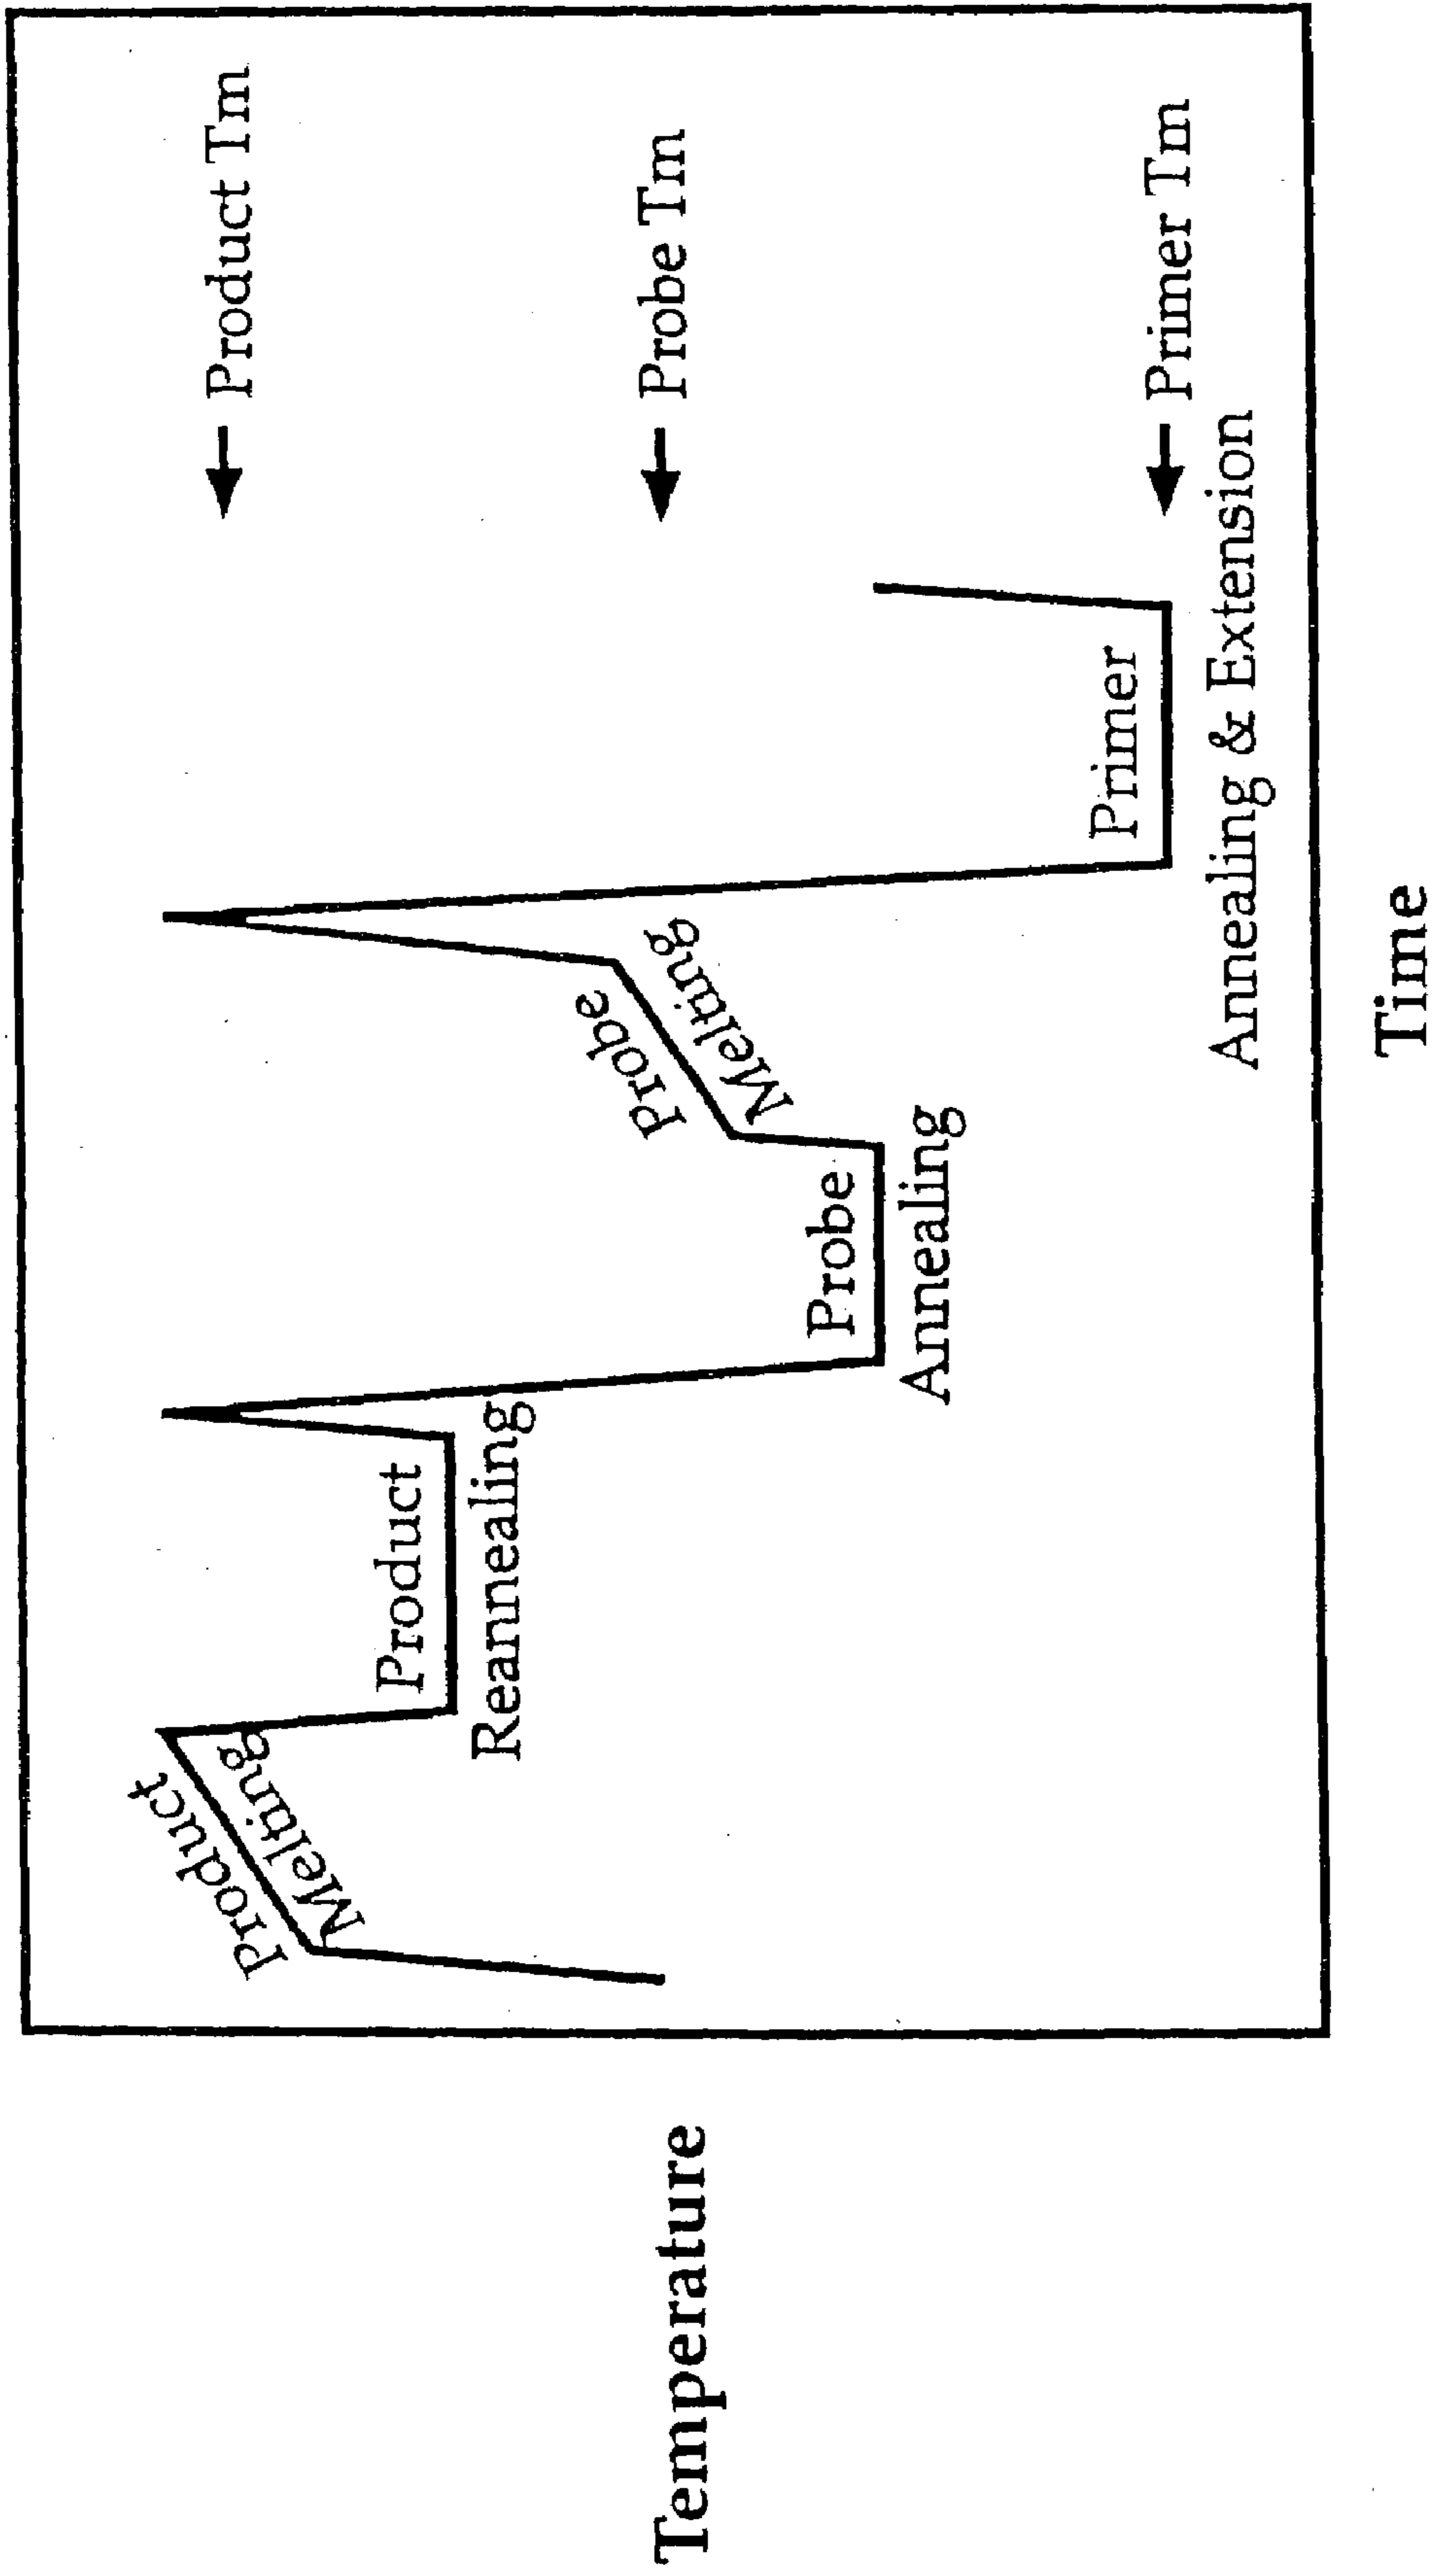 Temperature
Product
Melting
Product
Reannealing
Probe
Annealing
Probe
Melting
Primer
Annealing & Extension
Product Tm
Probe Tm
Primer Tm
Time